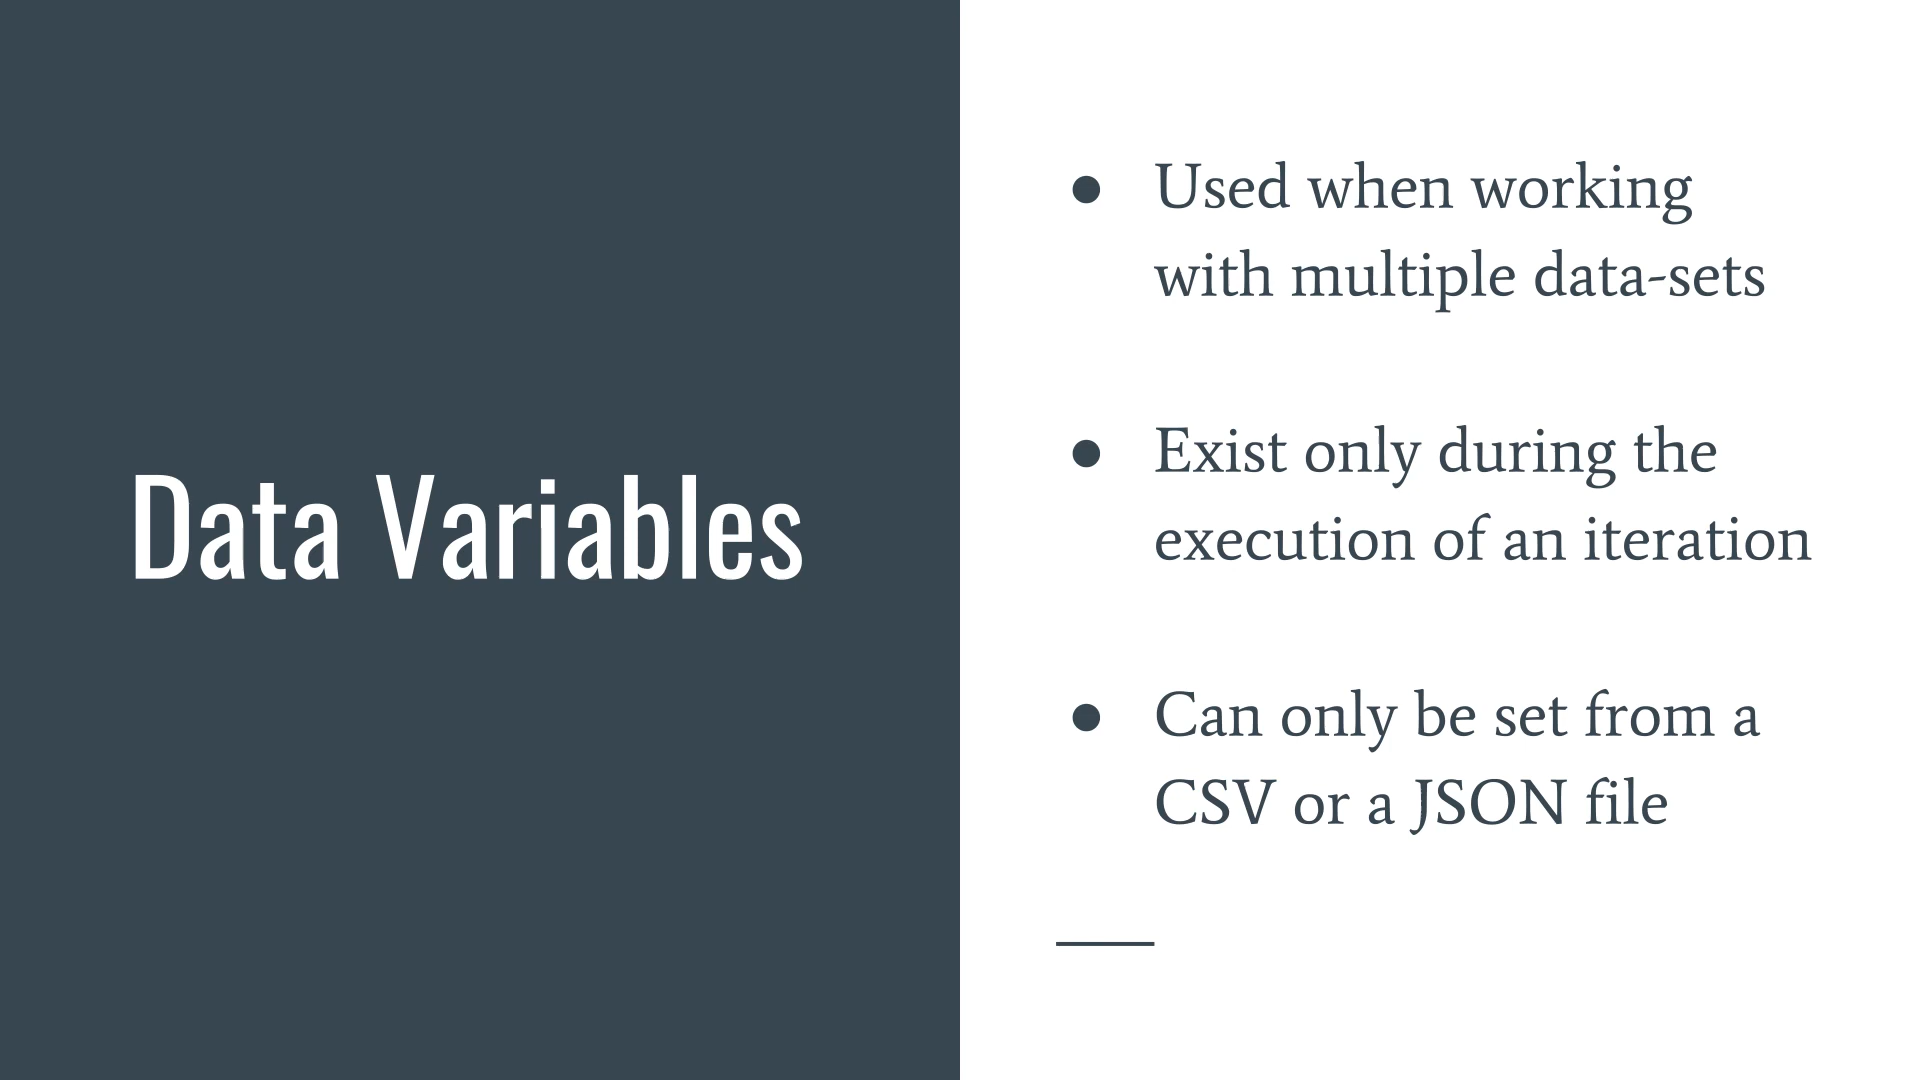 Data Variables
● Used when working
with multiple data-sets
● Exist only during the
execution of an iteration
● Can only be set from a
CSV or a JSON file